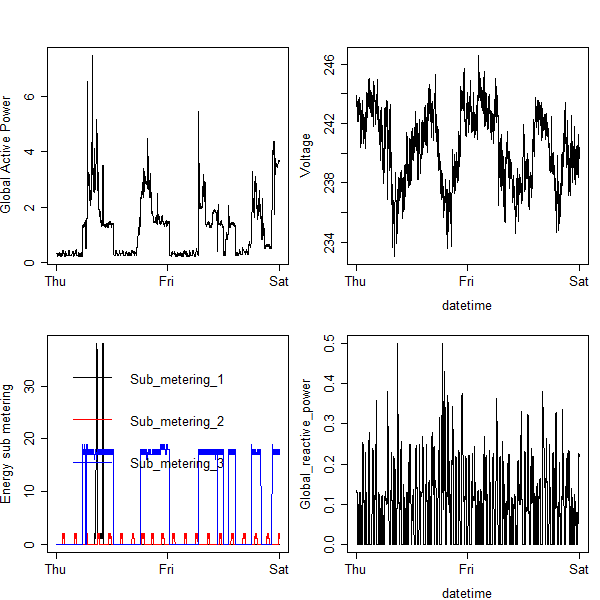 Global Active Power
0
2
4
6
Thu
Fri
Sat
Voltage
234
238
242
246
Thu
Fri
Sat
datetime
Energy sub metering
0
10
20
30
Sub_metering_1
Sub_metering_2
Sub_metering_3
Thu
Fri
Sat
Global_reactive_power
0.0
0.1
0.2
0.3
0.4
0.5
Thu
Fri
Sat
datetime